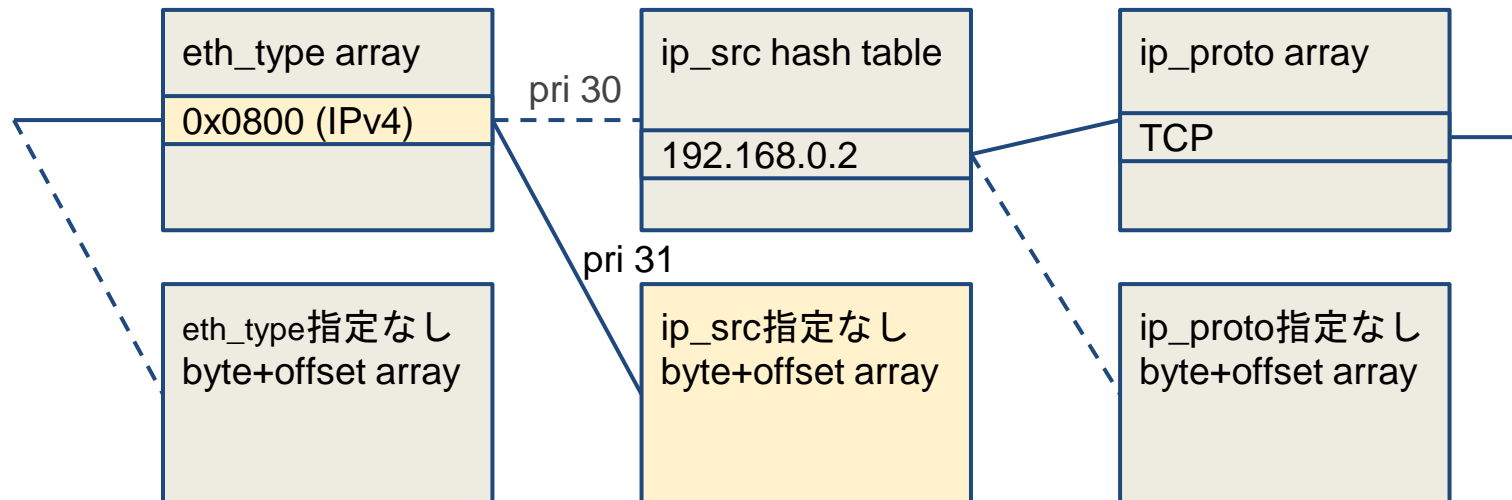 eth_type array
0x0800 (IPv4)
pri 30
ip_src hash table
192.168.0.2
ip_proto array
TCP
pri 31
eth_type指定なし
byte+offset array
ip_src指定なし
byte+offset array
ip_proto指定なし
byte+offset array